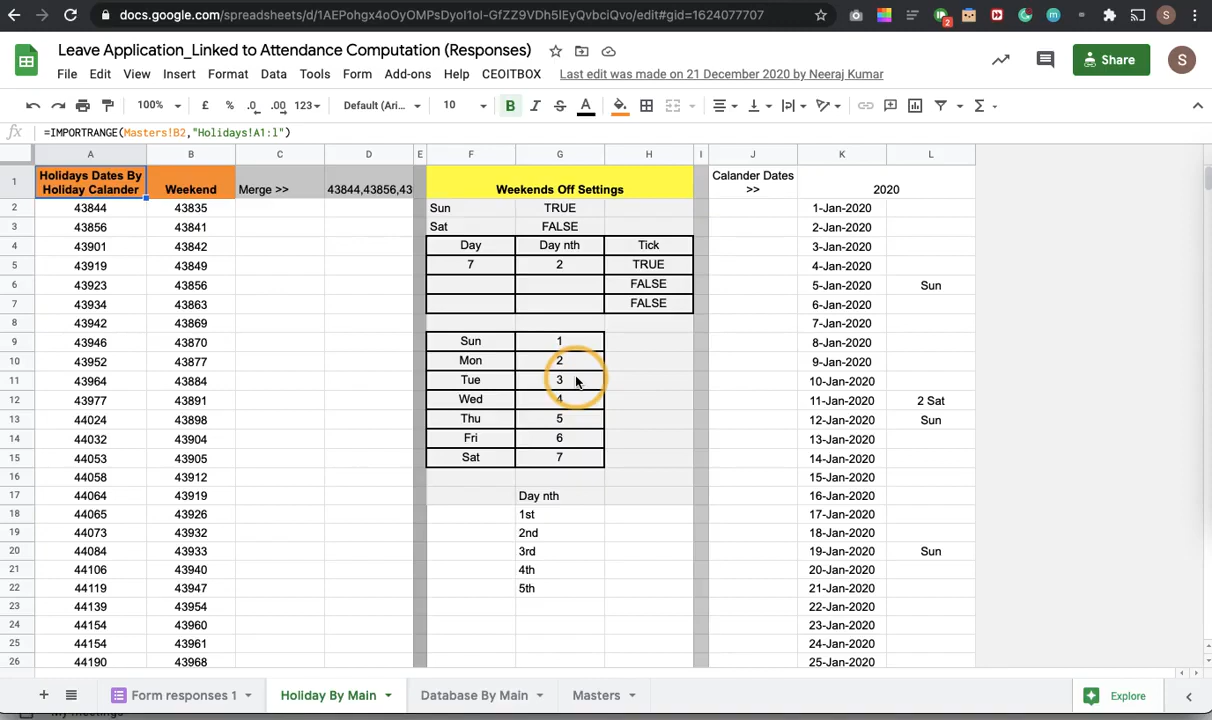 docs.google.com/spreadsheets/d/1AEPohgx4oOyOMPsDyoI1oI-GfZZ9VDh5IEyQvbciQvo/edit#gid=1624077707
2
S
Leave Application_Linked to Attendance Computation (Responses)
File Edit View Insert Format Data Tools Form Add-ons Help CEOITBOX Last edit was made on 21 December 2020 by Neeraj Kumar
Share
S
100% £ % .0 .00 123 Default (Ari... 10 B I S A
fx =IMPORTRANGE(Masters!B2,"Holidays!A1:l")
A B C D E F G H I J K L
1 Holidays Dates By Holiday Calander Weekend Merge >> 43844,43856,43 Weekends Off Settings Calander Dates >> 2020
2 43844 43835 Sun TRUE 1-Jan-2020
3 43856 43841 Sat FALSE 2-Jan-2020
4 43901 43842 Day Day nth Tick 3-Jan-2020
5 43919 43849 7 2 TRUE 4-Jan-2020
6 43923 43856 FALSE 5-Jan-2020 Sun
7 43934 43863 FALSE 6-Jan-2020
8 43942 43869 7-Jan-2020
9 43946 43870 Sun 1 8-Jan-2020
10 43952 43877 Mon 2 9-Jan-2020
11 43964 43884 Tue 3 10-Jan-2020
12 43977 43891 Wed 4 11-Jan-2020 2 Sat
13 44024 43898 Thu 5 12-Jan-2020 Sun
14 44032 43904 Fri 6 13-Jan-2020
15 44053 43905 Sat 7 14-Jan-2020
16 44058 43912 15-Jan-2020
17 44064 43919 Day nth 16-Jan-2020
18 44065 43926 1st 17-Jan-2020
19 44073 43932 2nd 18-Jan-2020
20 44084 43933 3rd 19-Jan-2020 Sun
21 44106 43940 4th 20-Jan-2020
22 44119 43947 5th 21-Jan-2020
23 44139 43954 22-Jan-2020
24 44154 43960 23-Jan-2020
25 44154 43961 24-Jan-2020
26 44190 43968 25-Jan-2020
Form responses 1 Holiday By Main Database By Main Masters Explore
My meetings